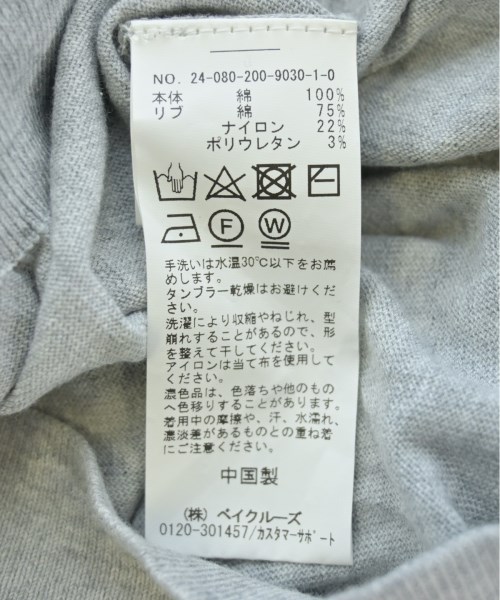 NO. 24-080-200-9030-1-0
本体 綿 100%
リブ 綿 75%
ナイロン 22%
ポリウレタン 3%
F W
手洗いは水温30℃以下をお薦
めします。
タンブラー乾燥はお避けくださ
い。
洗濯により収縮やねじれ、型
崩れすることがあるので、形
を整えて干してください。
アイロンは当て布を使用して
ください。
濃色品は、色落ちや他のもの
へ色移りすることがあります。
着用中の摩擦や、汗、水濡れ、
濃淡差があるものとの重ね着
にご注意ください。
中国製
(株) ベイクルーズ
0120-301457/カスタマーサポート